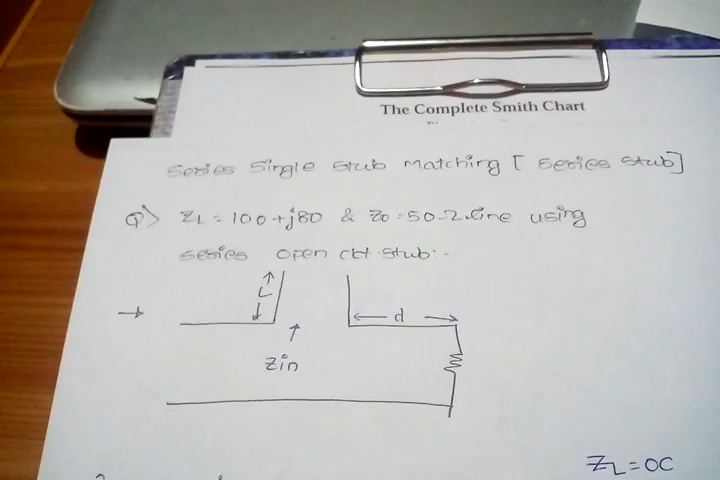 The Complete Smith Chart
Series Single Stub Matching [ Series Stub]
Q> ZL = 100+j80 & Zo = 50Ω Line using
series open ckt stub:-
L
d
Zin
ZL = OC